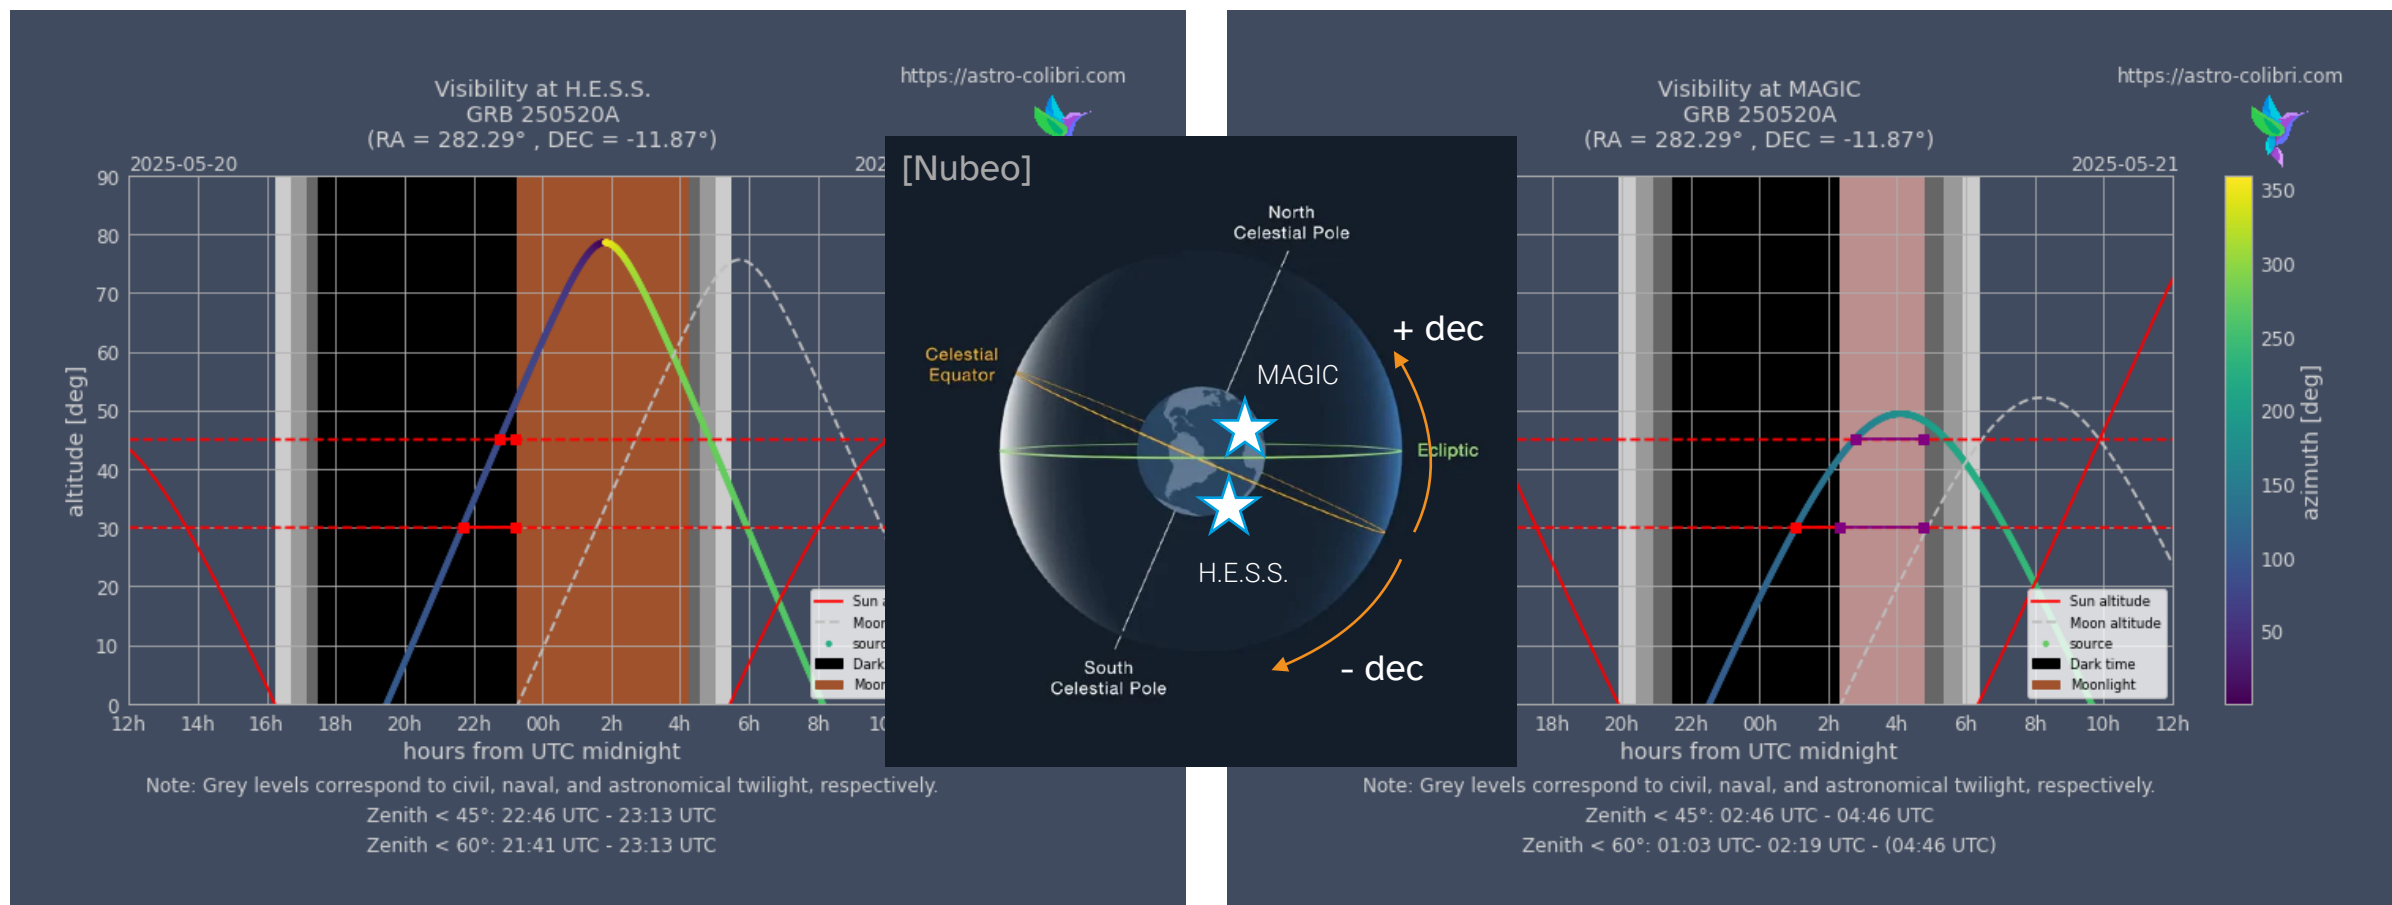 https://astro-colibri.com
Visibility at H.E.S.S.
GRB 250520A
(RA = 282.29° , DEC = -11.87°)
2025-05-20
202
90
80
70
60
50
40
30
20
10
0
altitude [deg]
12h 14h 16h 18h 20h 22h 00h 2h 4h 6h 8h 10
hours from UTC midnight
Sun a
Moor
sourc
Dark
Moor
Note: Grey levels correspond to civil, naval, and astronomical twilight, respectively.
Zenith < 45°: 22:46 UTC - 23:13 UTC
Zenith < 60°: 21:41 UTC - 23:13 UTC
[Nubeo]
North
Celestial Pole
+ dec
MAGIC
Celestial
Equator
Ecliptic
H.E.S.S.
South
Celestial Pole
- dec
https://astro-colibri.com
Visibility at MAGIC
GRB 250520A
(RA = 282.29° , DEC = -11.87°)
2025-05-21
18h 20h 22h 00h 2h 4h 6h 8h 10h 12h
hours from UTC midnight
Sun altitude
Moon altitude
source
Dark time
Moonlight
350
300
250
200
150
100
50
azimuth [deg]
Note: Grey levels correspond to civil, naval, and astronomical twilight, respectively.
Zenith < 45°: 02:46 UTC - 04:46 UTC
Zenith < 60°: 01:03 UTC- 02:19 UTC - (04:46 UTC)